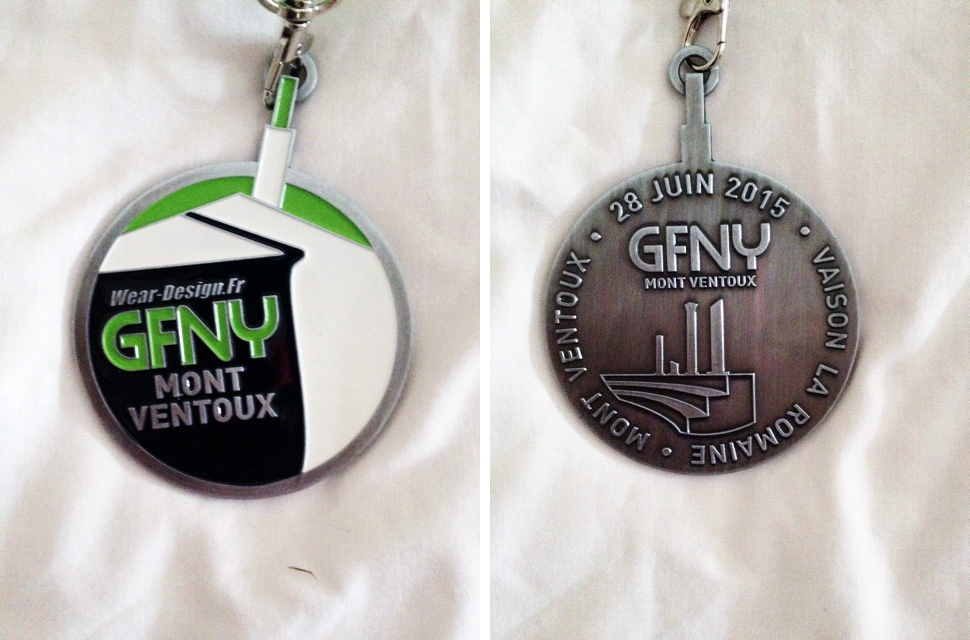 Wear-Design.Fr
GFNY
MONT
VENTOUX
28 JUIN 2015
GFNY
MONT VENTOUX
• VAISON LA ROMAINE • MONT VENTOUX •